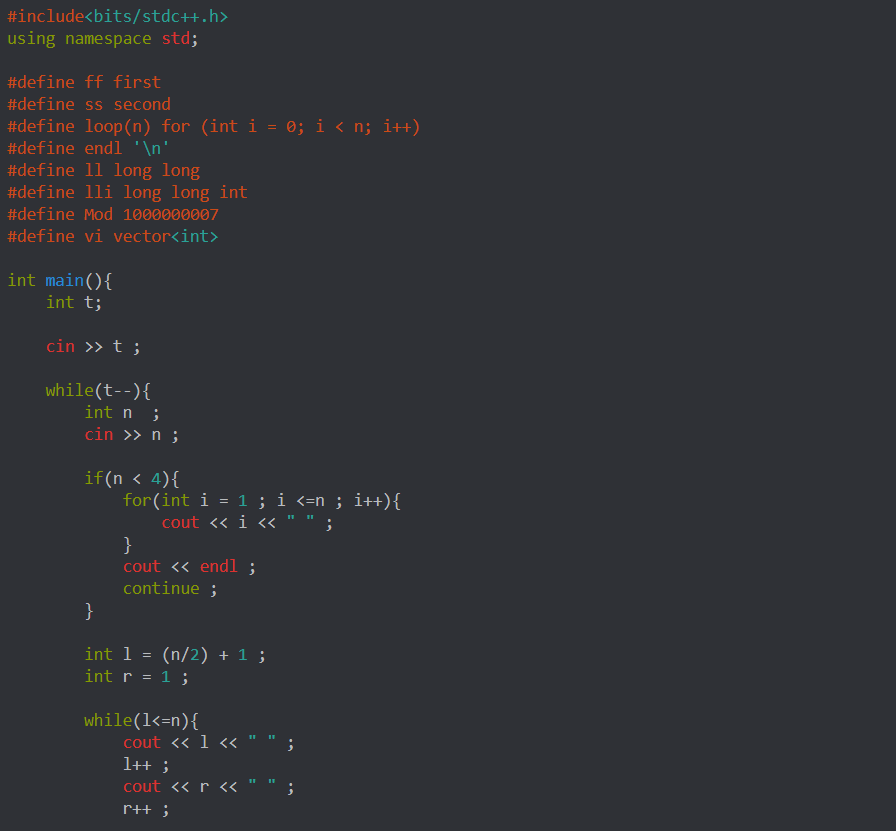 #include<bits/stdc++.h>
using namespace std;
#define ff first
#define ss second
#define loop(n) for (int i = 0; i < n; i++)
#define endl '\n'
#define ll long long
#define lli long long int
#define Mod 1000000007
#define vi vector<int>
int main(){
    int t;
    cin >> t ;
    while(t--){
        int n  ;
        cin >> n ;
        if(n < 4){
            for(int i = 1 ; i <=n ; i++){
                cout << i << " " ;
            }
            cout << endl ;
            continue ;
        }
        int l = (n/2) + 1 ;
        int r = 1 ;
        while(l<=n){
            cout << l << " " ;
            l++ ;
            cout << r << " " ;
            r++ ;